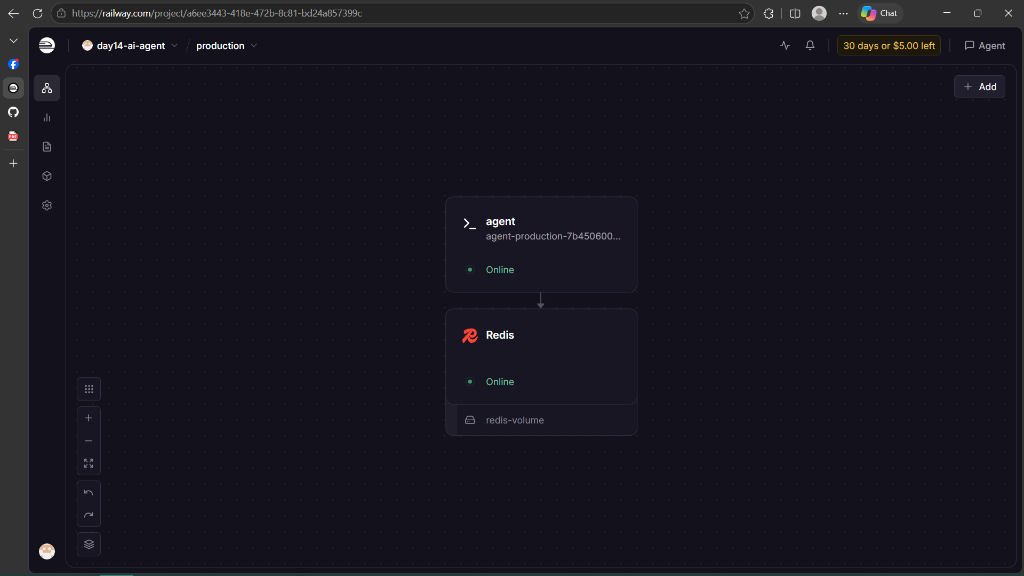 https://railway.com/project/a6ee3443-418e-472b-8c81-bd24a857399c
Chat
day14-ai-agent / production
30 days or $5.00 left
Agent
+ Add
agent
agent-production-7b450600...
Online
Redis
Online
redis-volume